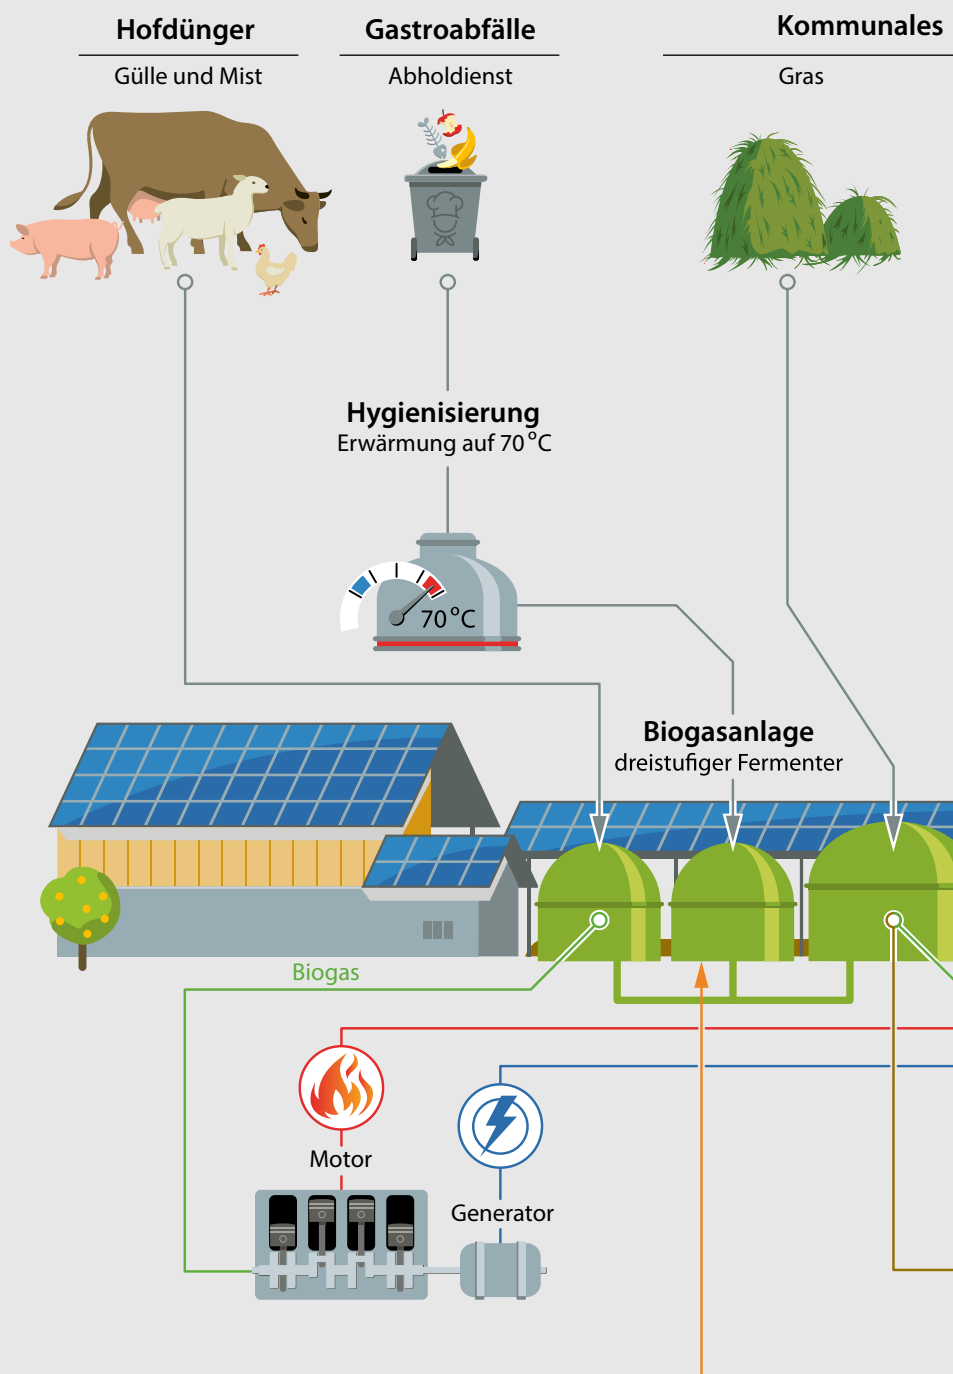 Hofdünger
Gülle und Mist
Gastroabfälle
Abholdienst
Kommunales
Gras
Hygienisierung
Erwärmung auf 70 °C
70 °C
Biogasanlage
dreistufiger Fermenter
Biogas
Motor
Generator